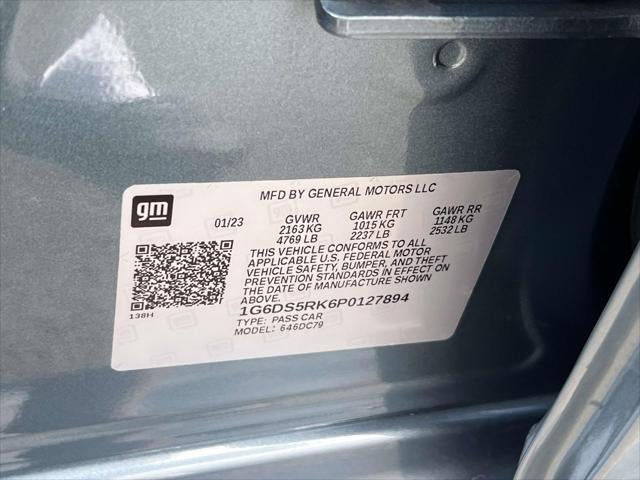 MFD BY GENERAL MOTORS LLC
gm
01/23 GVWR GAWR FRT GAWR RR
2163 KG 1015 KG 1148 KG
4769 LB 2237 LB 2532 LB
THIS VEHICLE CONFORMS TO ALL
APPLICABLE U.S. FEDERAL MOTOR
VEHICLE SAFETY, BUMPER, AND THEFT
PREVENTION STANDARDS IN EFFECT ON
THE DATE OF MANUFACTURE SHOWN
ABOVE.
138H
1G6DS5RK6P0127894
TYPE: PASS CAR
MODEL: 646DC79